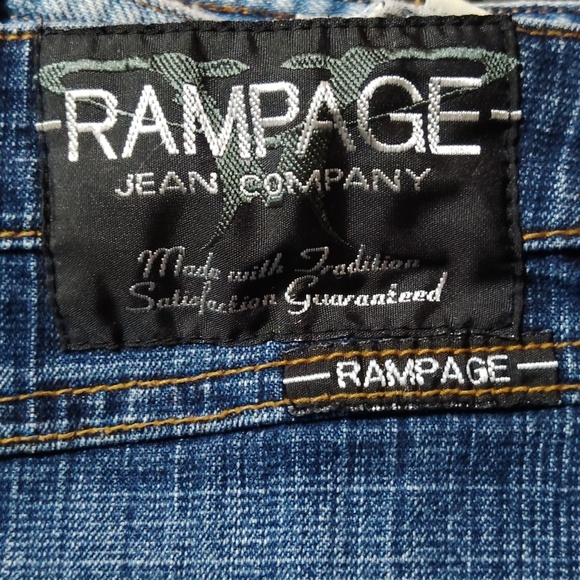 RAMPAGE
JEAN COMPANY
Made with Tradition
Satisfaction Guaranteed
RAMPAGE